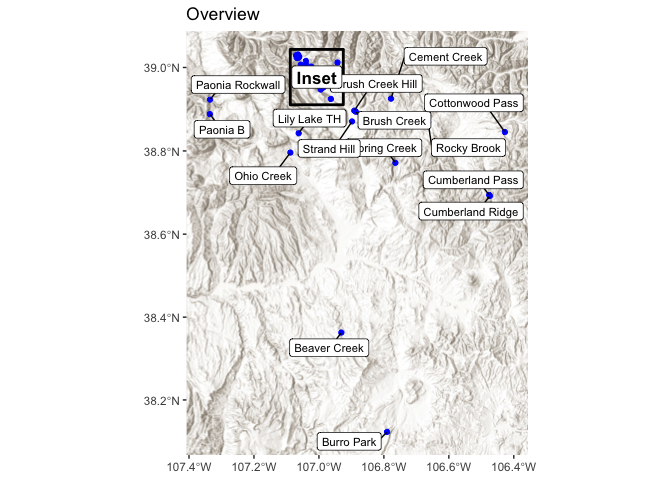 Overview
39.0°N
38.8°N
38.6°N
38.4°N
38.2°N
Cement Creek
Inset
Brush Creek Hill
Paonia Rockwall
Cottonwood Pass
Lily Lake TH
Brush Creek
Paonia B
Strand Hill
pring Creek
Rocky Brook
Ohio Creek
Cumberland Pass
Cumberland Ridge
Beaver Creek
Burro Park
107.4°W
107.2°W
107.0°W
106.8°W
106.6°W
106.4°W